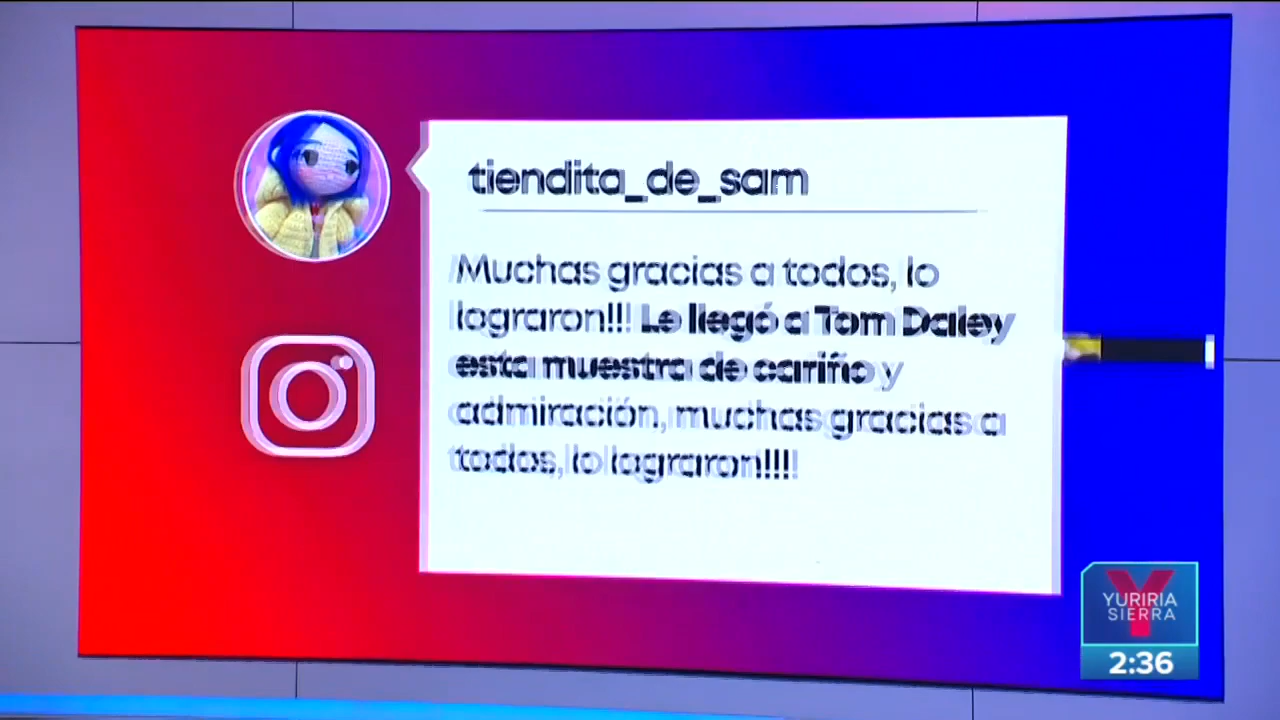 tiendita_de_sam
Muchas gracias a todos, lo
lograron!!! Le llegó a Tom Daley
esta muestra de cariño y
admiración, muchas gracias a
todos, lo lograron!!!
YURIRIA
SIERRA
2:36